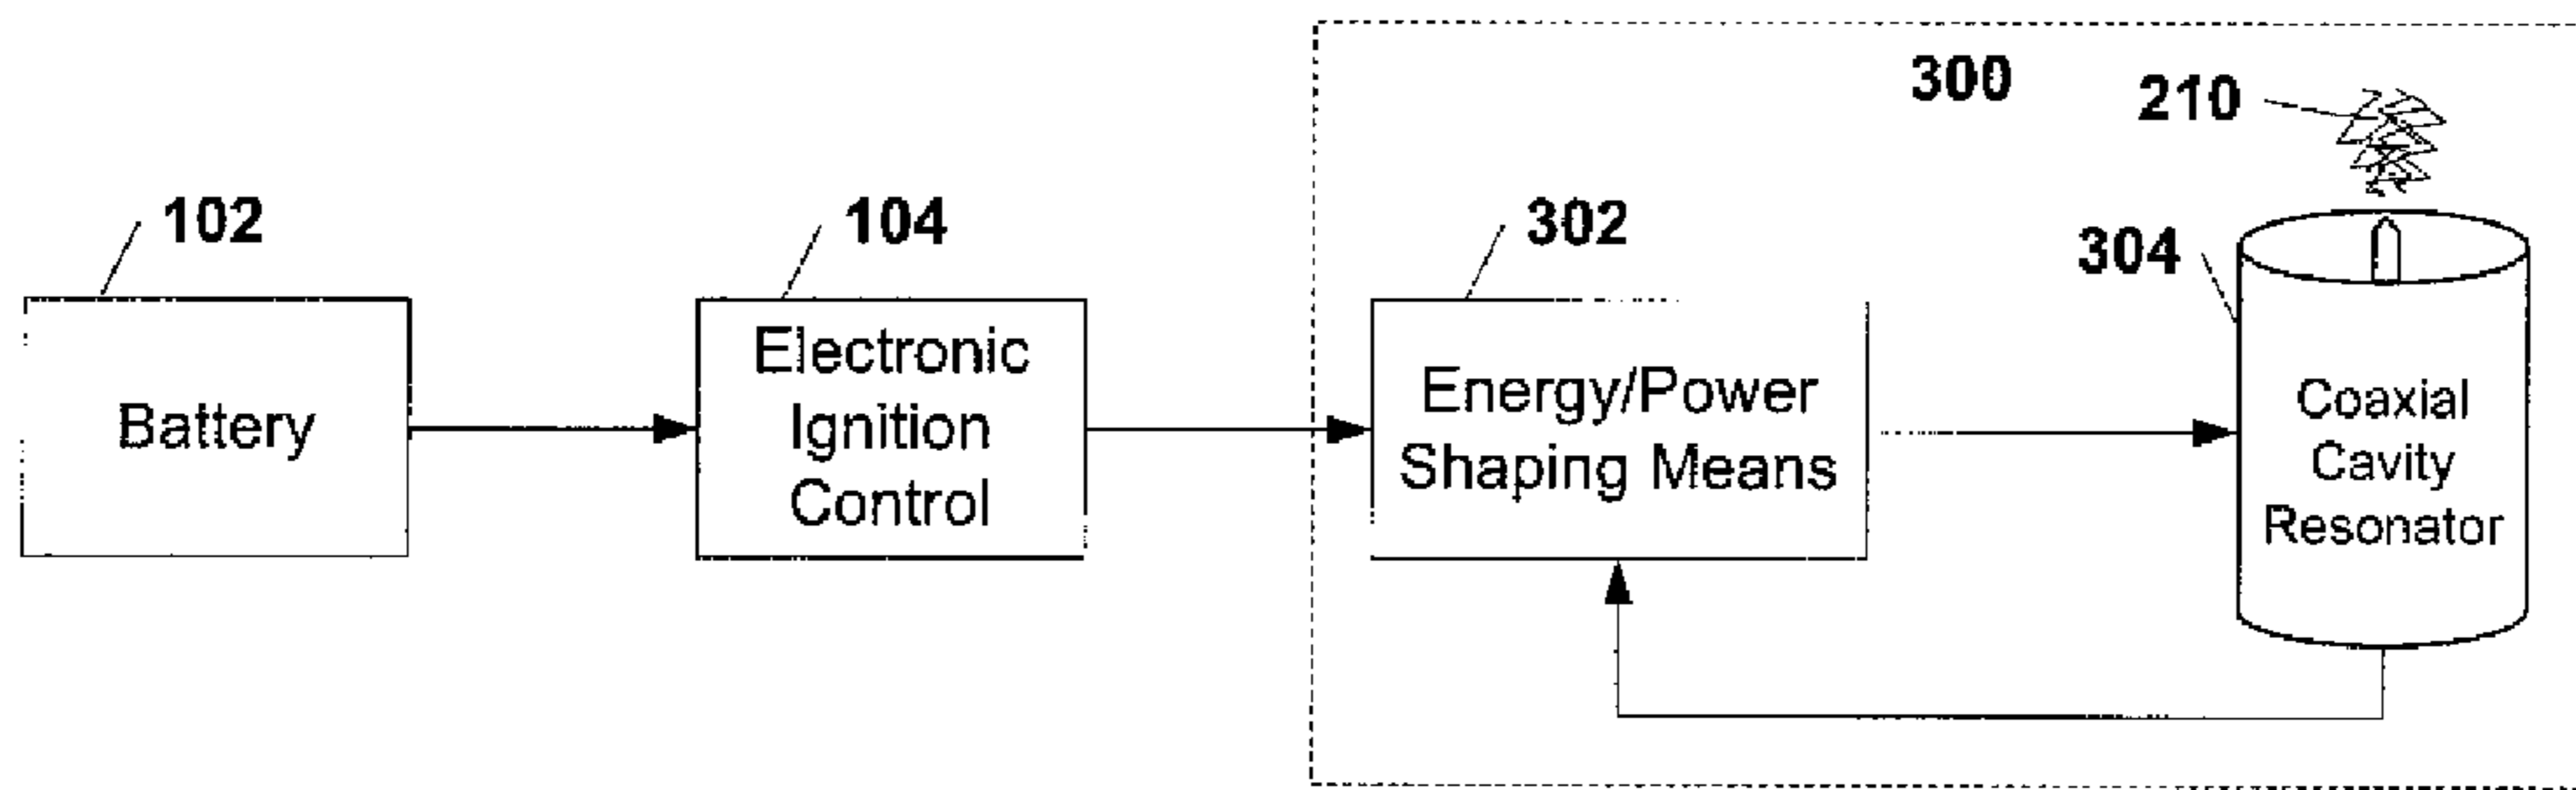 300
210
102
104
302
304
Battery
Electronic
Ignition
Control
Energy/Power
Shaping Means
Coaxial
Cavity
Resonator